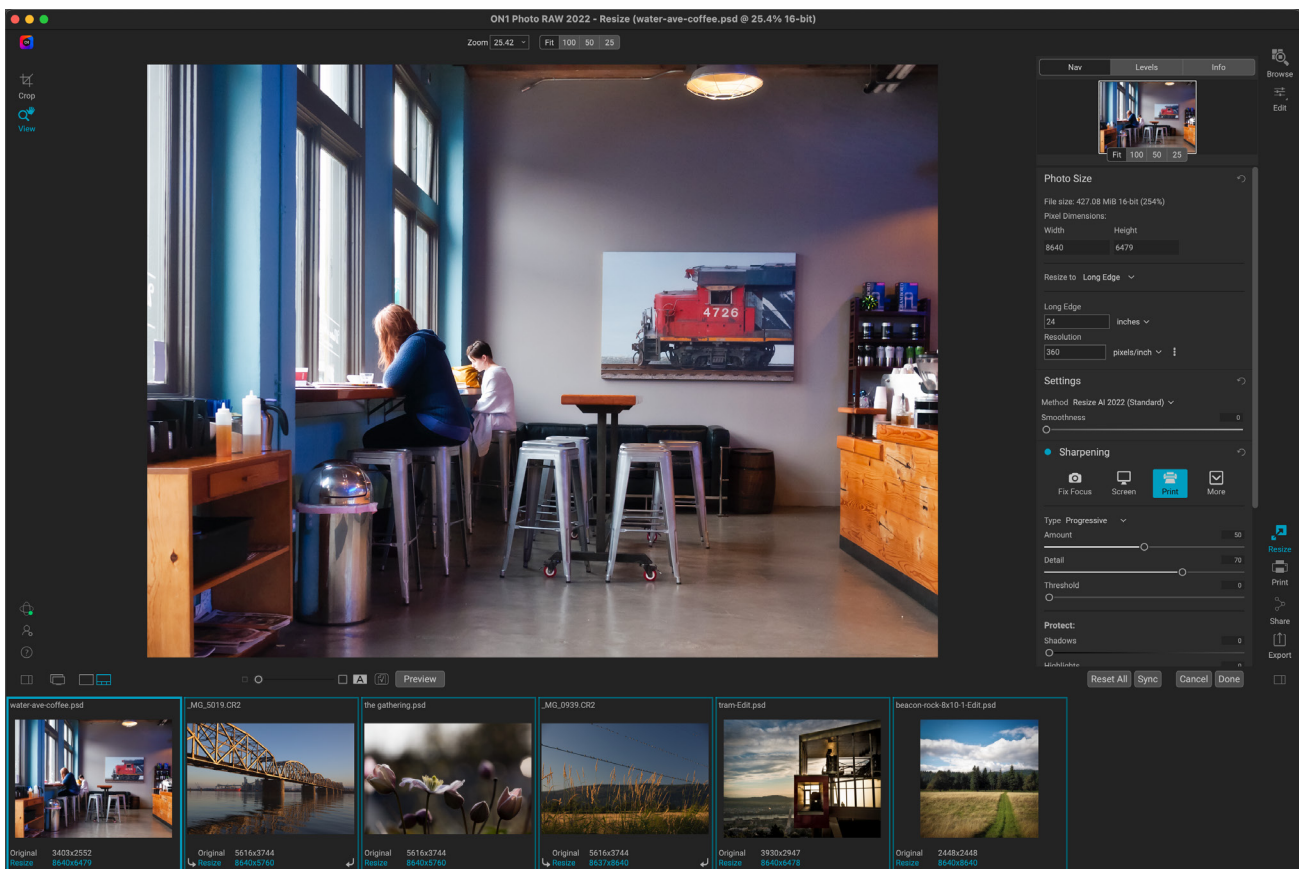 ON1 Photo RAW 2022 - Resize (water-ave-coffee.psd @ 25.4% 16-bit)
Zoom 25.42 Fit 100 50 25
Crop
View
Nav Levels Info
Browse
Edit
Fit 100 50 25
Photo Size
File size: 427.08 MiB 16-bit (254%)
Pixel Dimensions:
Width Height
8640 6479
Resize to Long Edge
Long Edge
24 inches
Resolution
360 pixels/inch
4726
Settings
Method Resize AI 2022 (Standard)
Smoothness 0
Sharpening
Fix Focus Screen Print More
Type Progressive
Amount 50
Detail 70
Threshold 0
Protect:
Shadows 0
Highlights 0
Resize
Print
Share
Export
A Preview
Reset All Sync Cancel Done
water-ave-coffee.psd _MG_5019.CR2 the gathering.psd _MG_0939.CR2 tram-Edit.psd beacon-rock-8x10-1-Edit.psd
Original 3403x2552 Original 5616x3744 Original 5616x3744 Original 5616x3744 Original 3930x2947 Original 2448x2448
Resize 8640x6479 Resize 8640x5760 Resize 8640x5760 Resize 8637x8640 Resize 8640x6478 Resize 8640x8640